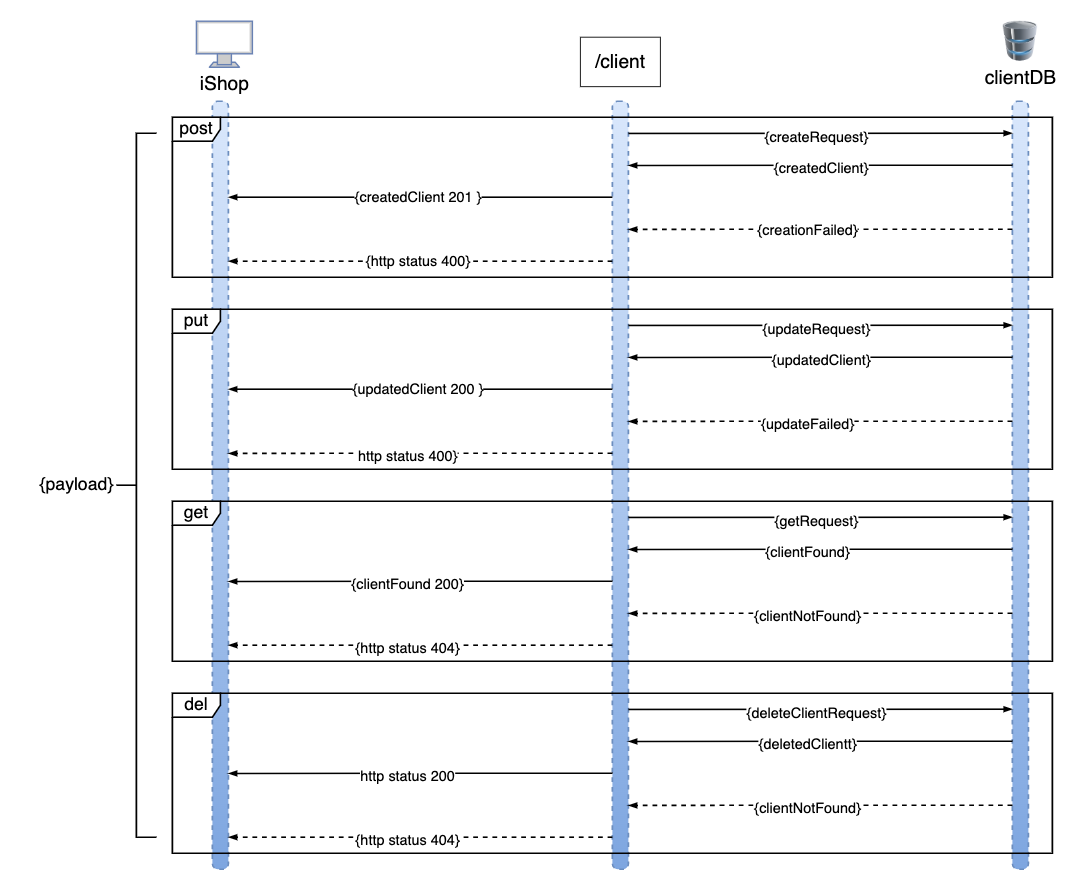 iShop
/client
clientDB
post
{createRequest}
{createdClient}
{createdClient 201 }
{creationFailed}
{http status 400}
put
{updateRequest}
{updatedClient}
{updatedClient 200 }
{updateFailed}
http status 400}
{payload}
get
{getRequest}
{clientFound}
{clientFound 200}
{clientNotFound}
{http status 404}
del
{deleteClientRequest}
{deletedClientt}
http status 200
{clientNotFound}
{http status 404}